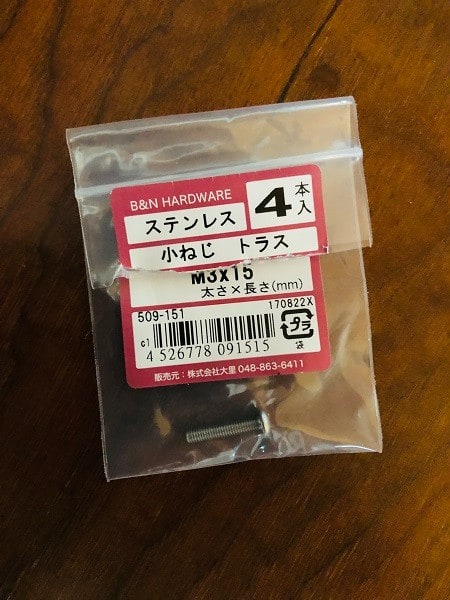 B&N HARDWARE
ステンレス
4本入
小ねじ トラス
M3x15
太さ×長さ(mm)
509-151
170822X
c1
4 526778 091515
プラ
袋
販売元:株式会社大里 048-863-6411